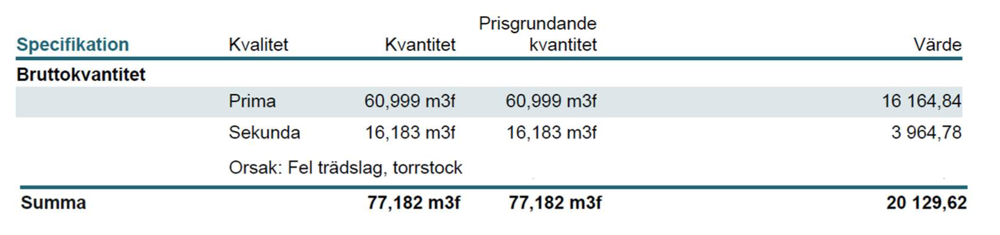 Prisgrundande
Specifikation Kvalitet Kvantitet kvantitet Värde
Bruttokvantitet
Prima 60,999 m3f 60,999 m3f 16 164,84
Sekunda 16,183 m3f 16,183 m3f 3 964,78
Orsak: Fel trädslag, torrstock
Summa 77,182 m3f 77,182 m3f 20 129,62